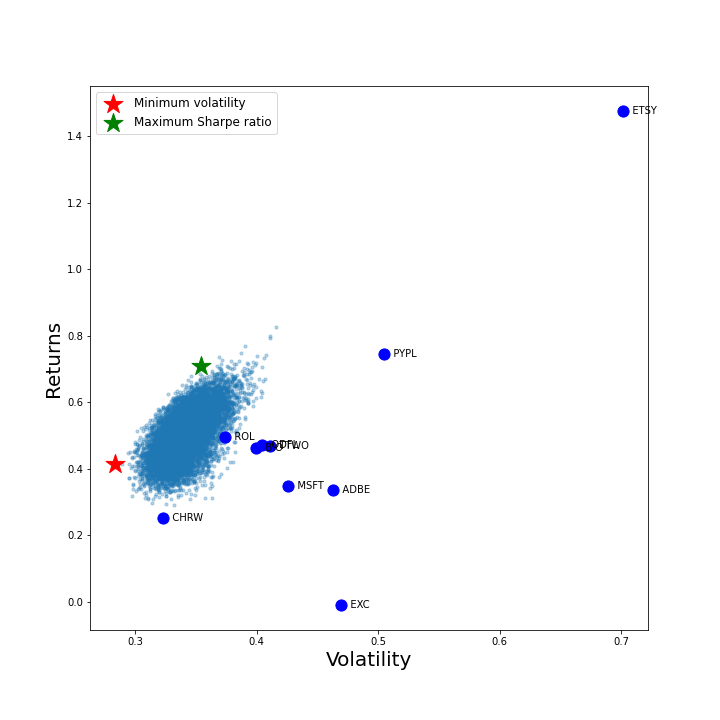 Minimum volatility
Maximum Sharpe ratio
ETSY
1.4
1.2
1.0
0.8
PYPL
Returns
0.6
ROL
0.4
MSFT
ADBE
CHRW
0.2
0.0
EXC
0.3
0.4
0.5
0.6
0.7
Volatility